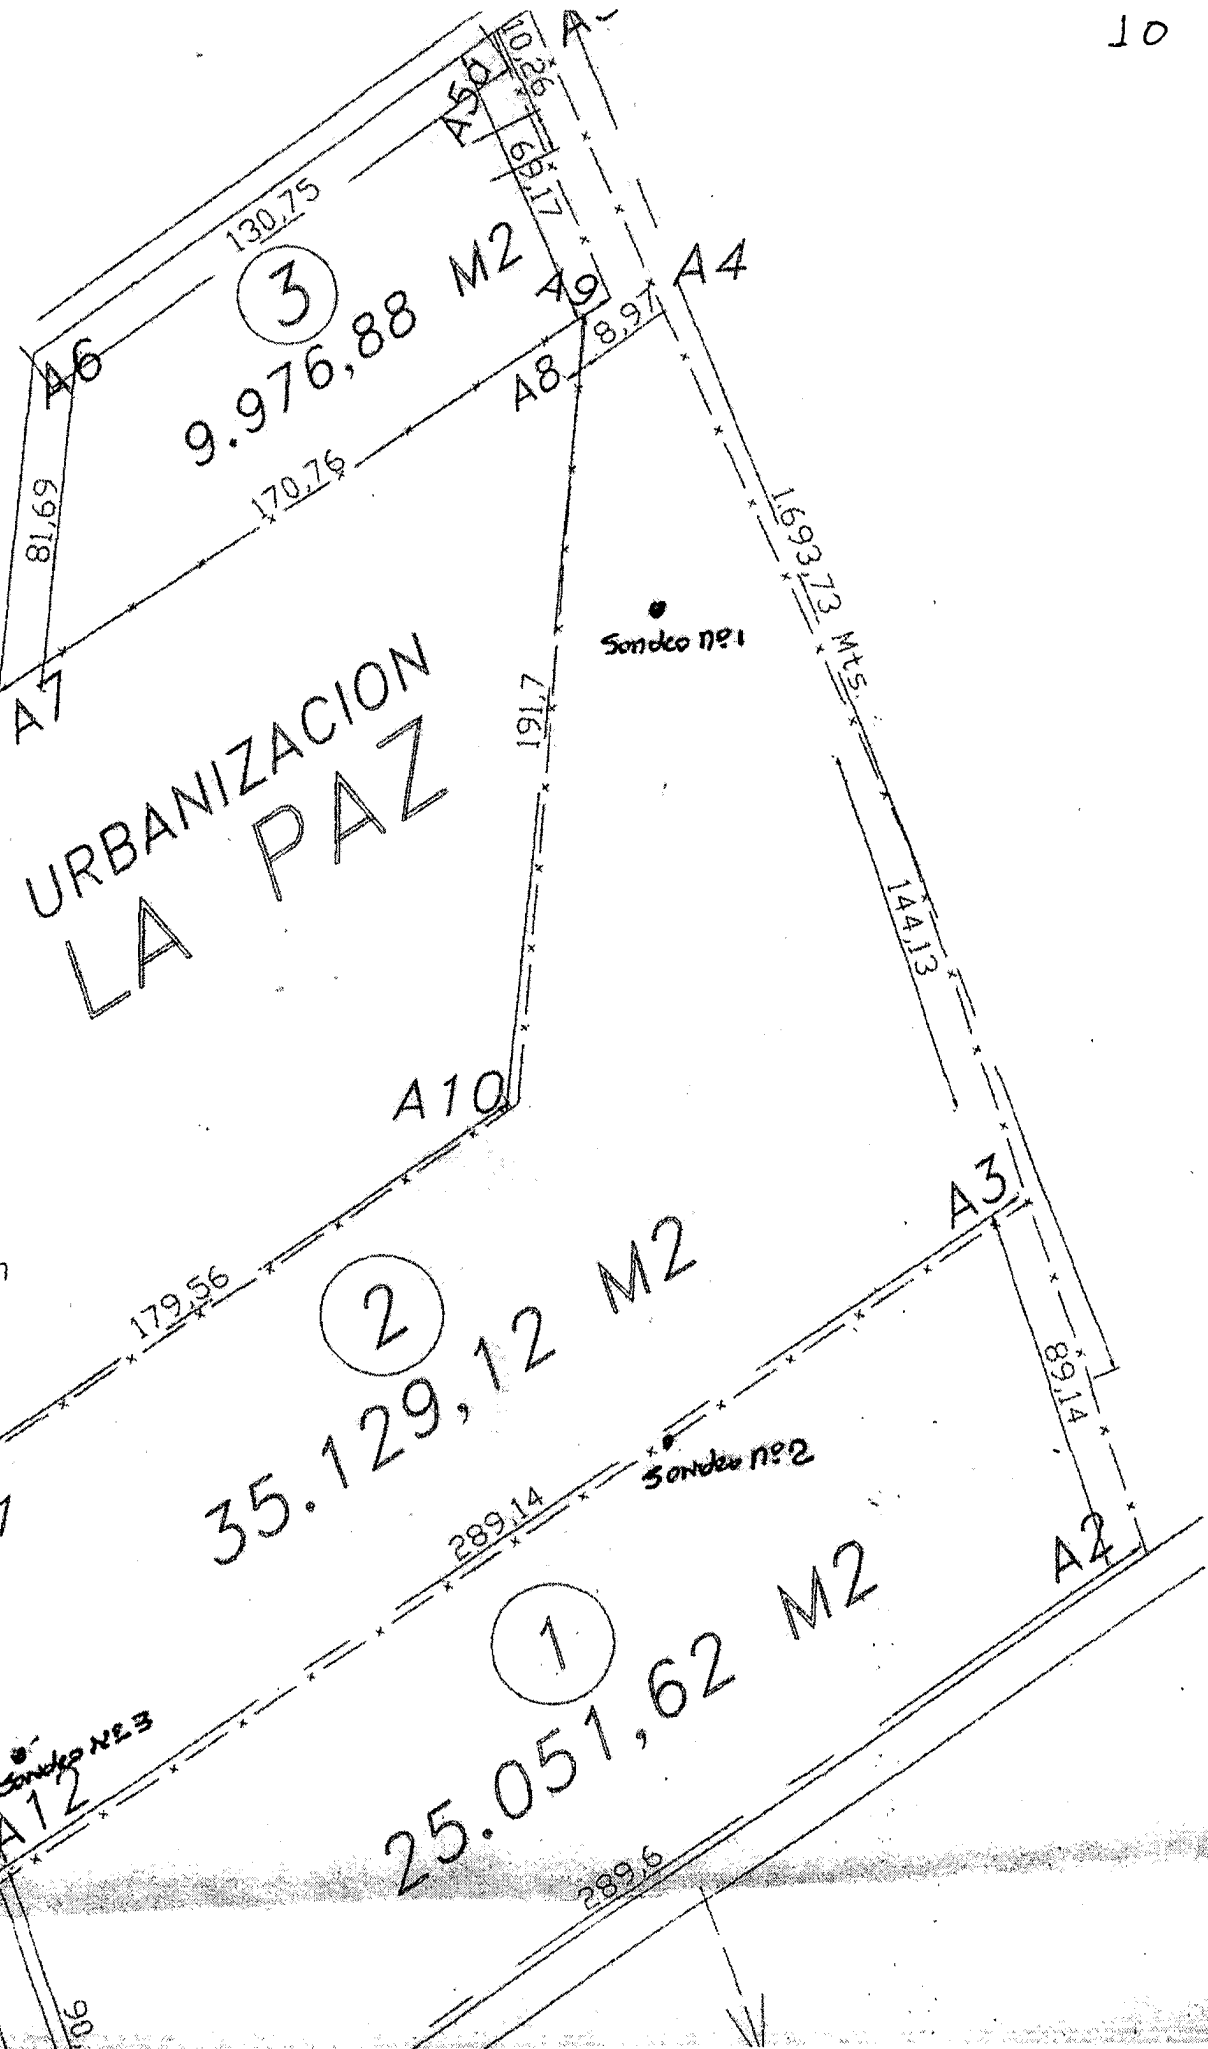 10
10,26
A50
69,17
130,75
3
M2
9.976,88
A9
A4
8,97
A8
A6
81,69
170,76
A7
1.693,73 Mts.
Sondeo nº1
191,7
URBANIZACION
LA PAZ
144,13
A10
A3
179,56
2
35.129,12 M2
89,14
Sondeo nº2
289,14
A2
1
25.051,62 M2
Sondeo Nº3
A12
289,6